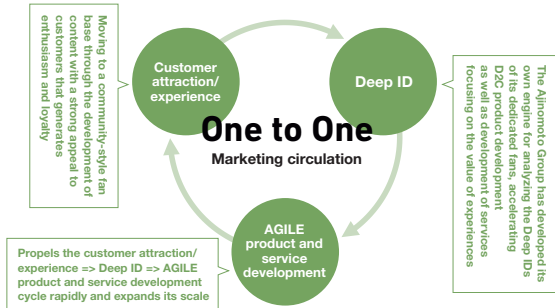 Customer
attraction/
experience
Deep ID
One to One
Marketing circulation
AGILE
product and
service
development
Moving to a community-style fan
base through the development of
content with a strong appeal to
customers that generates
enthusiasm and loyalty
The Ajinomoto Group has developed its
own engine for analyzing the Deep IDs
of its dedicated fans, accelerating
D2C product development
as well as development of services
focusing on the value of experiences
Propels the customer attraction/
experience => Deep ID => AGILE
product and service development
cycle rapidly and expands its scale